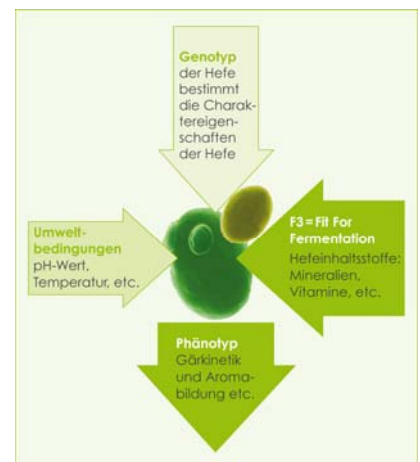 Genotyp
der Hefe
bestimmt
die Charak-
tereigen-
schaften
der Hefe
Umwelt-
bedingungen
pH-Wert,
Temperatur, etc.
F3=Fit For
Fermentation
Hefeinhaltsstoffe:
Mineralien,
Vitamine, etc.
Phänotyp
Gärkinetik
und Aroma-
bildung etc.